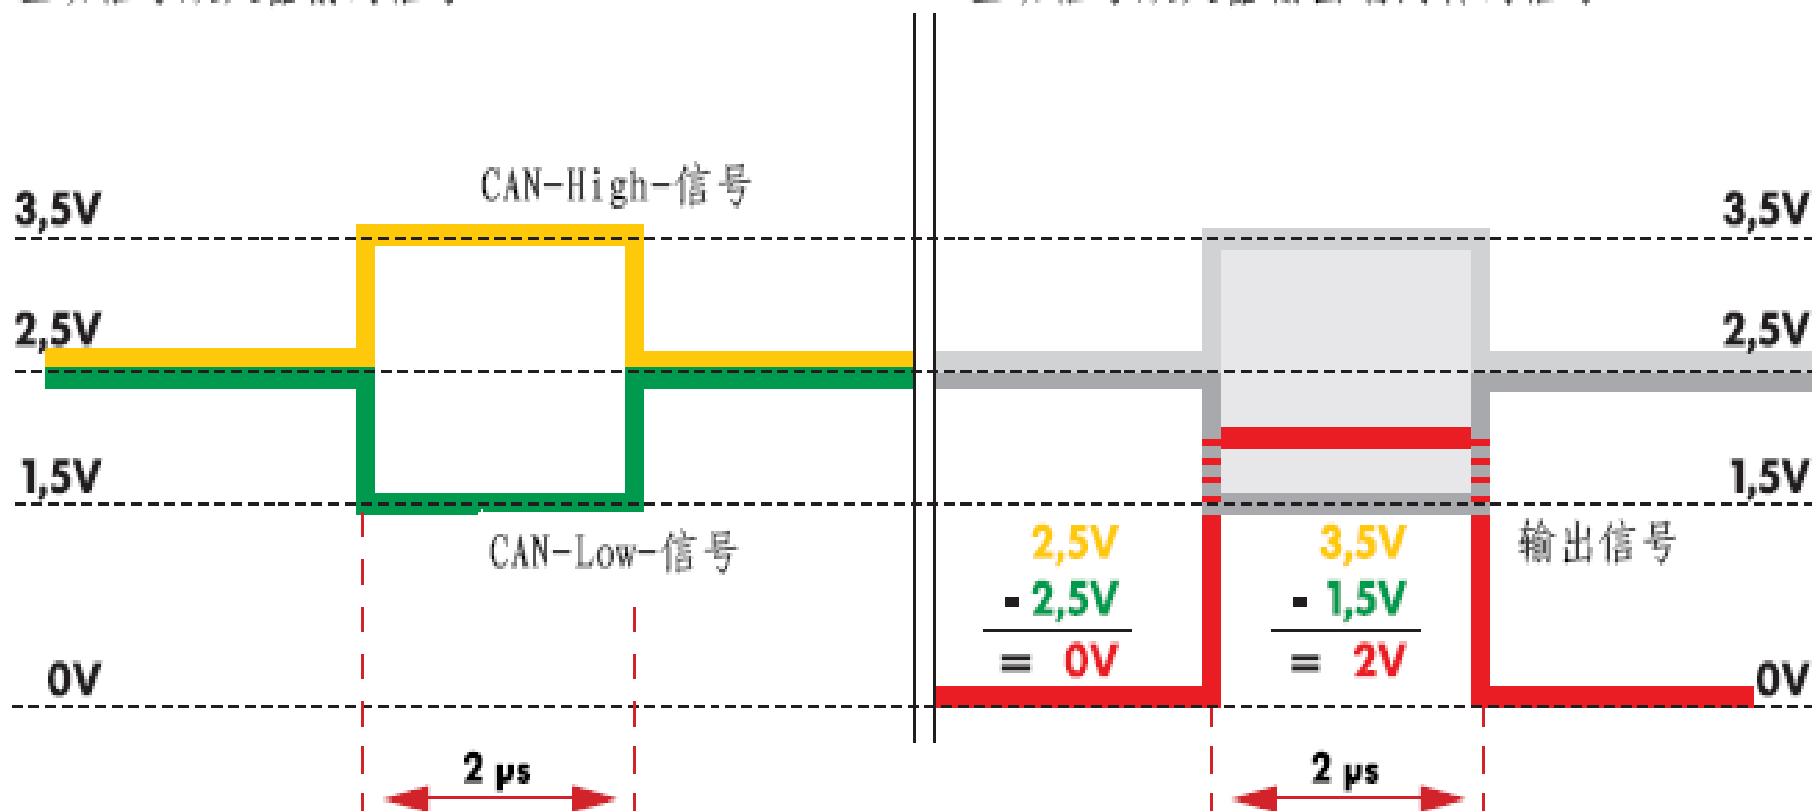 CAN-High-信号
3,5V
2,5V
1,5V
0V
CAN-Low-信号
2 µs
3,5V
2,5V
1,5V
0V
输出信号
2,5V
- 2,5V
= 0V
3,5V
- 1,5V
= 2V
2 µs